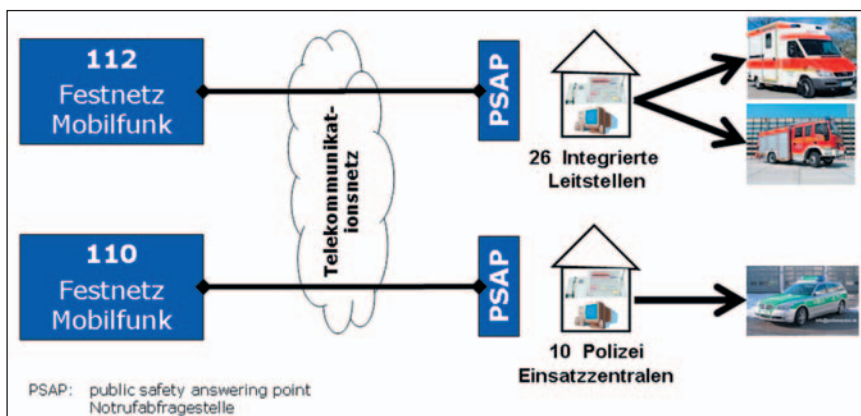 112
Festnetz
Mobilfunk
Telekommunikat-
ionsnetz
PSAP
26 Integrierte
Leitstellen
110
Festnetz
Mobilfunk
PSAP
10 Polizei
Einsatzzentralen
PSAP: public safety answering point
Notrufabfragestelle